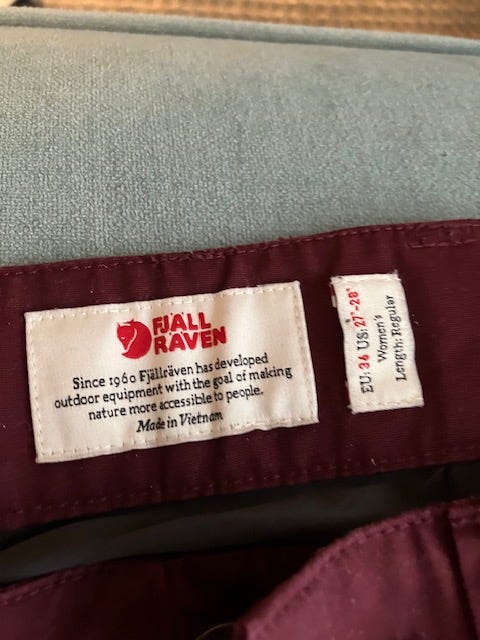 FJÄLL
RÄVEN
Since 1960 Fjällräven has developed
outdoor equipment with the goal of making
nature more accessible to people.
Made in Vietnam
EU: 36 US: 27"-28"
Women's
Length: Regular